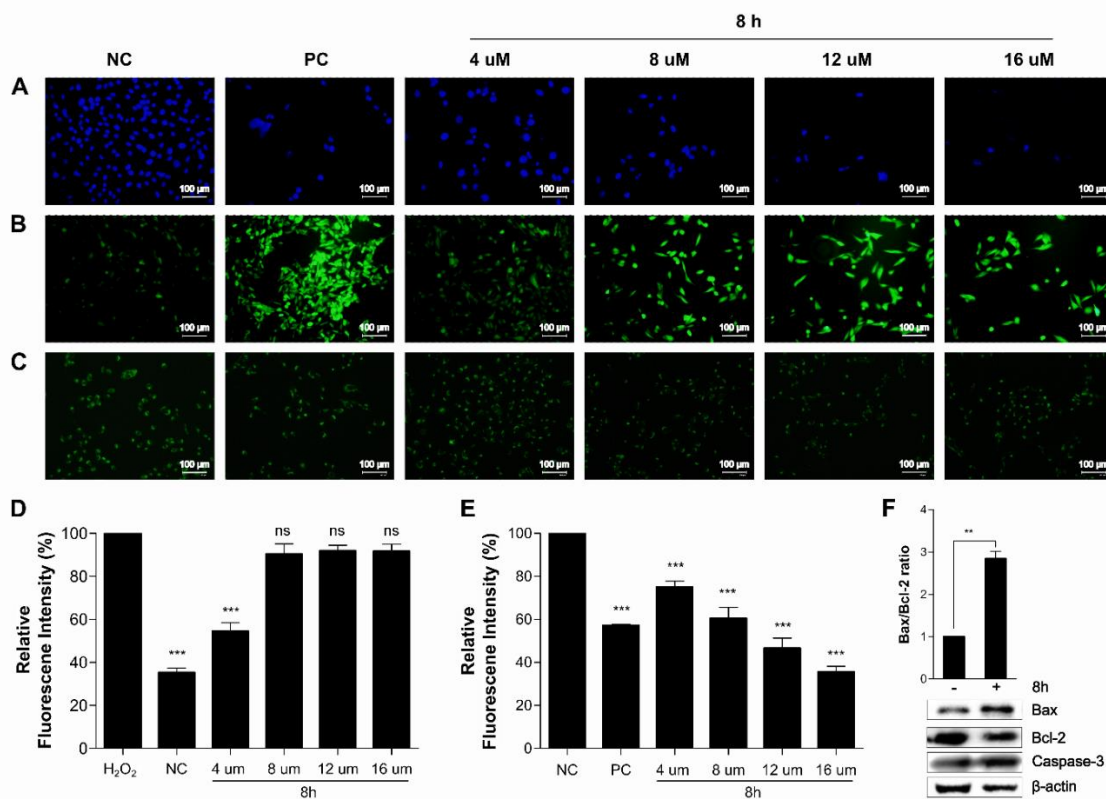 8 h
NC PC 4 uM 8 uM 12 uM 16 uM
A
100 µm 100 µm 100 µm 100 µm 100 µm 100 µm
B
100 µm 100 µm 100 µm 100 µm 100 µm 100 µm
C
100 µm 100 µm 100 µm 100 µm 100 µm 100 µm
D
Relative
Fluorescene Intensity (%)
100
80
60
40
20
0
*** *** ns ns ns
H₂O₂ NC 4 um 8 um 12 um 16 um
8h
E
Relative
Fluorescene Intensity (%)
100
80
60
40
20
0
*** *** *** *** ***
NC PC 4 um 8 um 12 um 16 um
8h
F
Bax/Bcl-2 ratio
4
3
2
1
0
**
- + 8h
Bax
Bcl-2
Caspase-3
β-actin